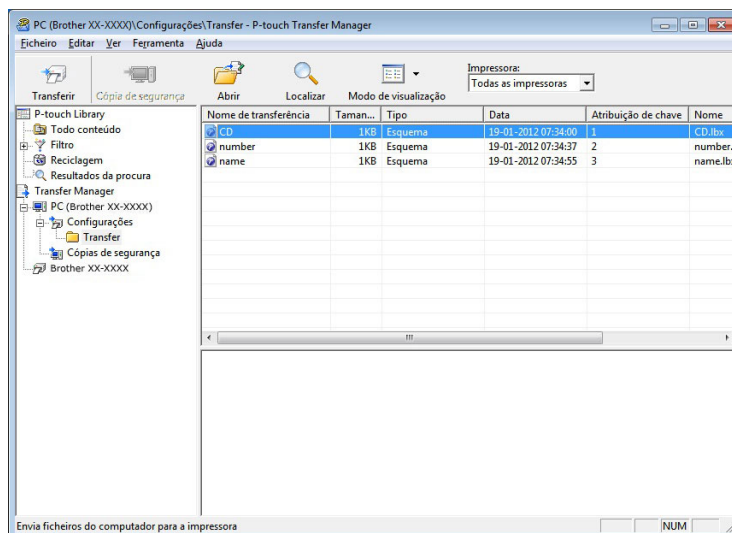 PC (Brother XX-XXXX)\Configurações\Transfer - P-touch Transfer Manager
Ficheiro Editar Ver Ferramenta Ajuda
Transferir Cópia de segurança Abrir Localizar Modo de visualização
Impressora:
Todas as impressoras
P-touch Library
Todo conteúdo
Filtro
Reciclagem
Resultados da procura
Transfer Manager
PC (Brother XX-XXXX)
Configurações
Transfer
Cópias de segurança
Brother XX-XXXX
Nome de transferência Taman... Tipo Data Atribuição de chave Nome
CD 1KB Esquema 19-01-2012 07:34:00 1 CD.lbx
number 1KB Esquema 19-01-2012 07:34:37 2 number.
name 1KB Esquema 19-01-2012 07:34:55 3 name.lb
Envia ficheiros do computador para a impressora
NUM